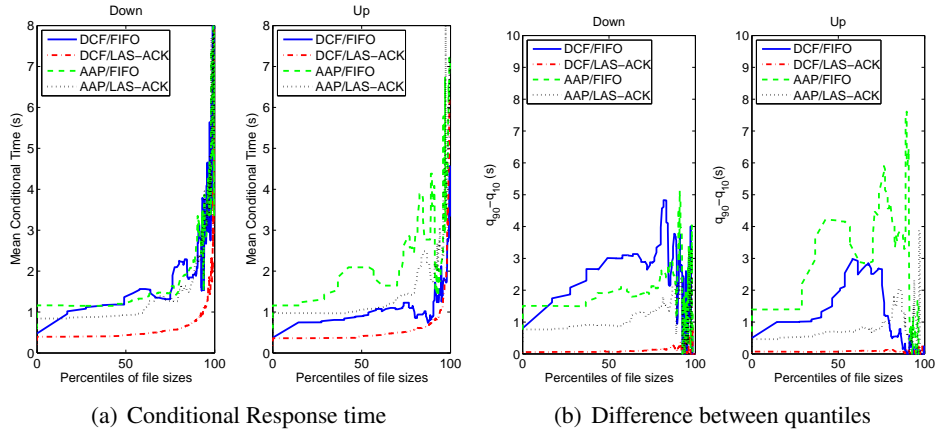 Down
8
7
6
5
4
3
2
1
0
0
50
100
Mean Conditional Time (s)
Percentiles of file sizes
DCF/FIFO
DCF/LAS−ACK
AAP/FIFO
AAP/LAS−ACK
Up
8
7
6
5
4
3
2
1
0
0
50
100
Mean Conditional Time (s)
Percentiles of file sizes
DCF/FIFO
DCF/LAS−ACK
AAP/FIFO
AAP/LAS−ACK
(a) Conditional Response time
Down
10
9
8
7
6
5
4
3
2
1
0
0
50
100
q90−q10 (s)
Percentiles of file sizes
DCF/FIFO
DCF/LAS−ACK
AAP/FIFO
AAP/LAS−ACK
Up
10
9
8
7
6
5
4
3
2
1
0
0
50
100
q90−q10(s)
Percentiles of file sizes
DCF/FIFO
DCF/LAS−ACK
AAP/FIFO
AAP/LAS−ACK
(b) Difference between quantiles